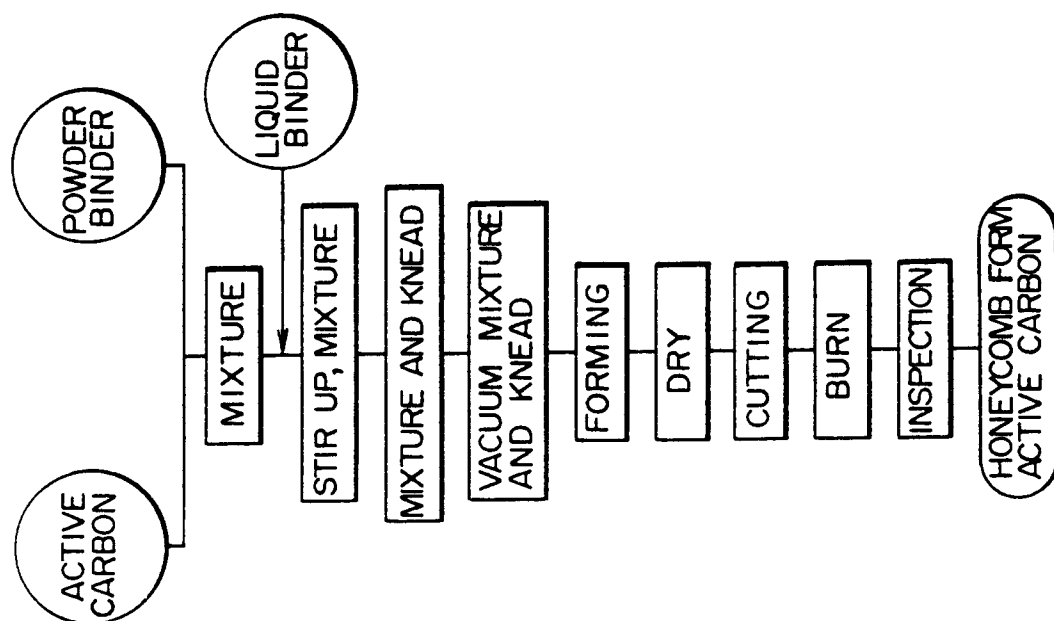 ACTIVE
CARBON
POWDER
BINDER
MIXTURE
LIQUID
BINDER
STIR UP, MIXTURE
MIXTURE AND KNEAD
VACUUM MIXTURE
AND KNEAD
FORMING
DRY
CUTTING
BURN
INSPECTION
HONEYCOMB FORM
ACTIVE CARBON